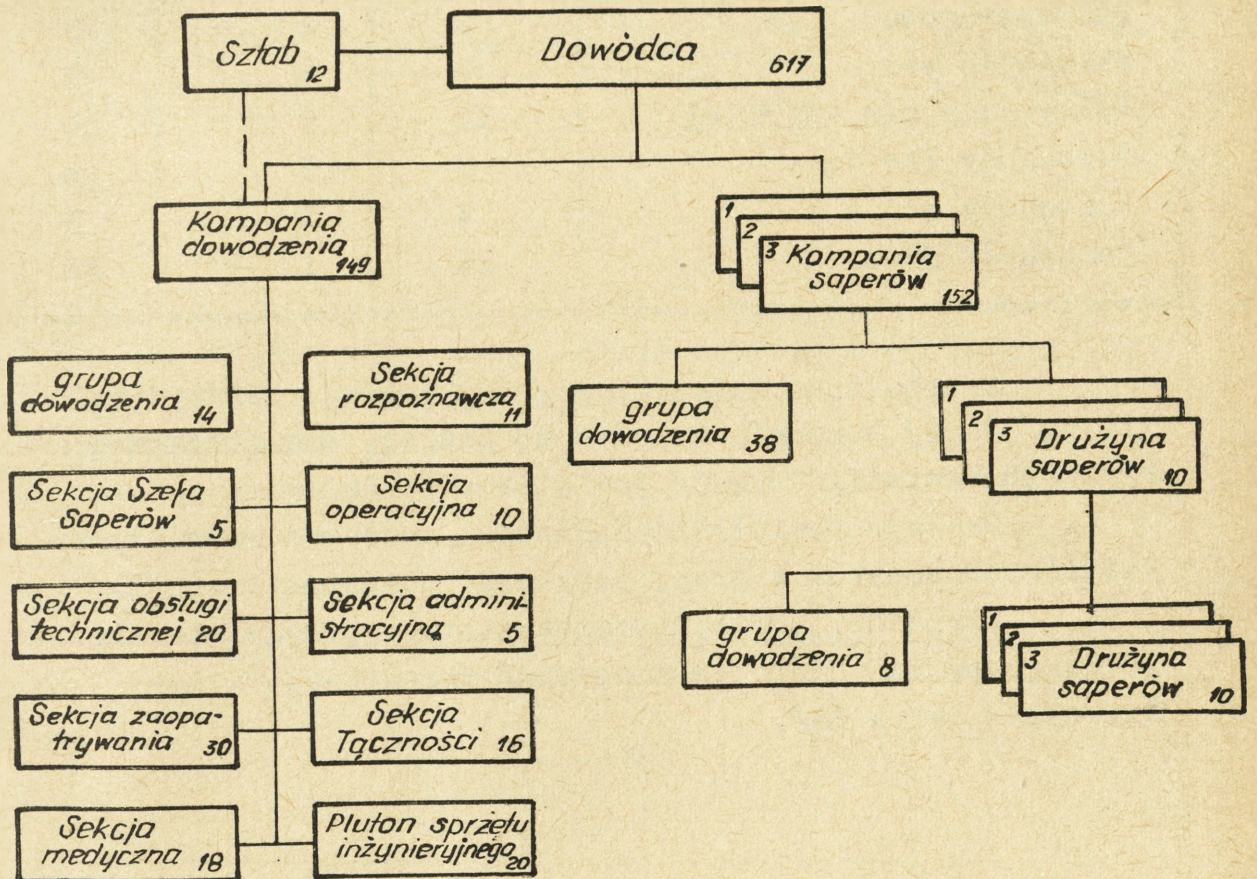 Sztab
12
Dowódca
617
Kompania
dowodzenia
149
1
2
3 Kompania
saperów
152
grupa
dowodzenia
14
Sekcja
rozpoznawcza
11
grupa
dowodzenia
38
1
2
3 Drużyna
saperów
10
Sekcja Szefa
Saperów
5
Sekcja
operacyjna 10
Sekcja obsługi
technicznej 20
Sekcja admini-
stracyjna
5
grupa
dowodzenia
8
1
2
3 Drużyna
saperów
10
Sekcja zaopa-
trywania
30
Sekcja
Łączności 16
Sekcja
medyczna 18
Pluton sprzętu
inżynieryjnego
20